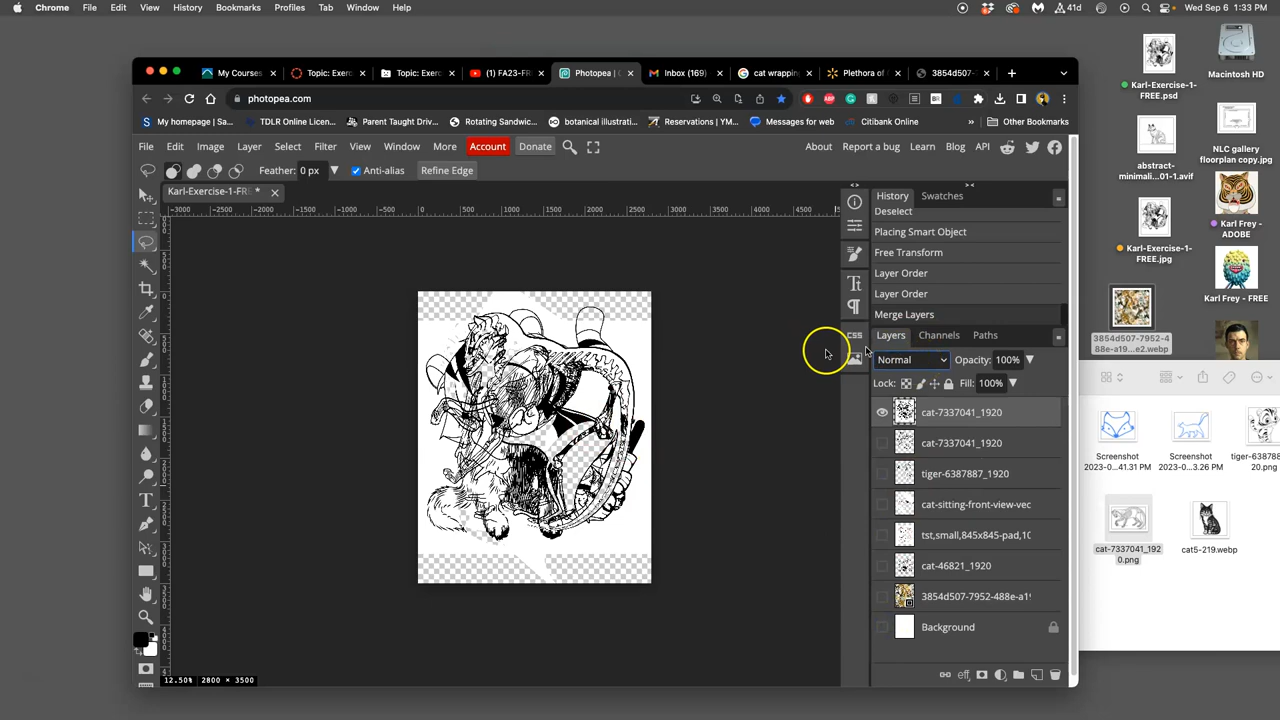 Chrome File Edit View History Bookmarks Profiles Tab Window Help 41d Wed Sep 6 1:33 PM
My Courses Topic: Exerc Topic: Exerc (1) FA23-FR Photopea | Inbox (169) cat wrapping Plethora of 3854d507-
photopea.com
My homepage | Sa... TDLR Online Licen... Parent Taught Driv... Rotating Sandw... botanical illustrati... Reservations | YM... Messages for web Citibank Online » Other Bookmarks
File Edit Image Layer Select Filter View Window More Account Donate About Report a bug Learn Blog API
Feather: 0 px Anti-alias Refine Edge
Karl-Exercise-1-FR *
-3000 -2500 -2000 -1500 -1000 -500 0 500 1000 1500 2000 2500 3000 3500 4000 4500
History Swatches
Deselect
Placing Smart Object
Free Transform
Layer Order
Layer Order
Merge Layers
CSS
Layers Channels Paths
Normal Opacity: 100%
Lock: Fill: 100%
cat-7337041_1920
cat-7337041_1920
tiger-6387887_1920
cat-sitting-front-view-vec
tst,small,845x845-pad,10
cat-46821_1920
3854d507-7952-488e-a1
Background
eff
12.50% 2800 × 3500
Karl-Exercise-1-
FREE.psd
Macintosh HD
abstract-
minimali...
01-1.avif
NLC gallery
floorplan copy.jpg
Karl-Exercise-1-
FREE.jpg
Karl Frey -
ADOBE
Karl Frey - FREE
3854d507-7952-4
88e-a19...e2.webp
Screenshot
2023-0...41.31 PM
Screenshot
2023-0...3.26 PM
tiger-6387
20.png
cat-7337041_192
0.png
cat5-219.webp